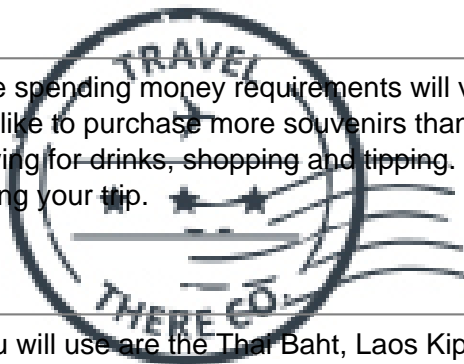 TRAVEL
spending money requirements will
like to purchase more souvenirs than
ing for drinks, shopping and tipping.
ng your trip.
THERE CO.
will use are the Thai Baht, Laos Kip